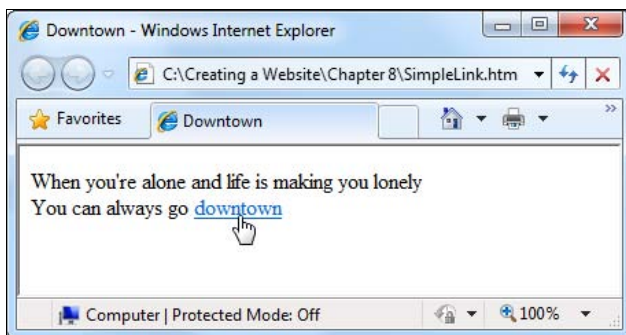 Downtown - Windows Internet Explorer
C:\Creating a Website\Chapter 8\SimpleLink.htm
Favorites
Downtown
When you're alone and life is making you lonely
You can always go downtown
Computer | Protected Mode: Off
100%